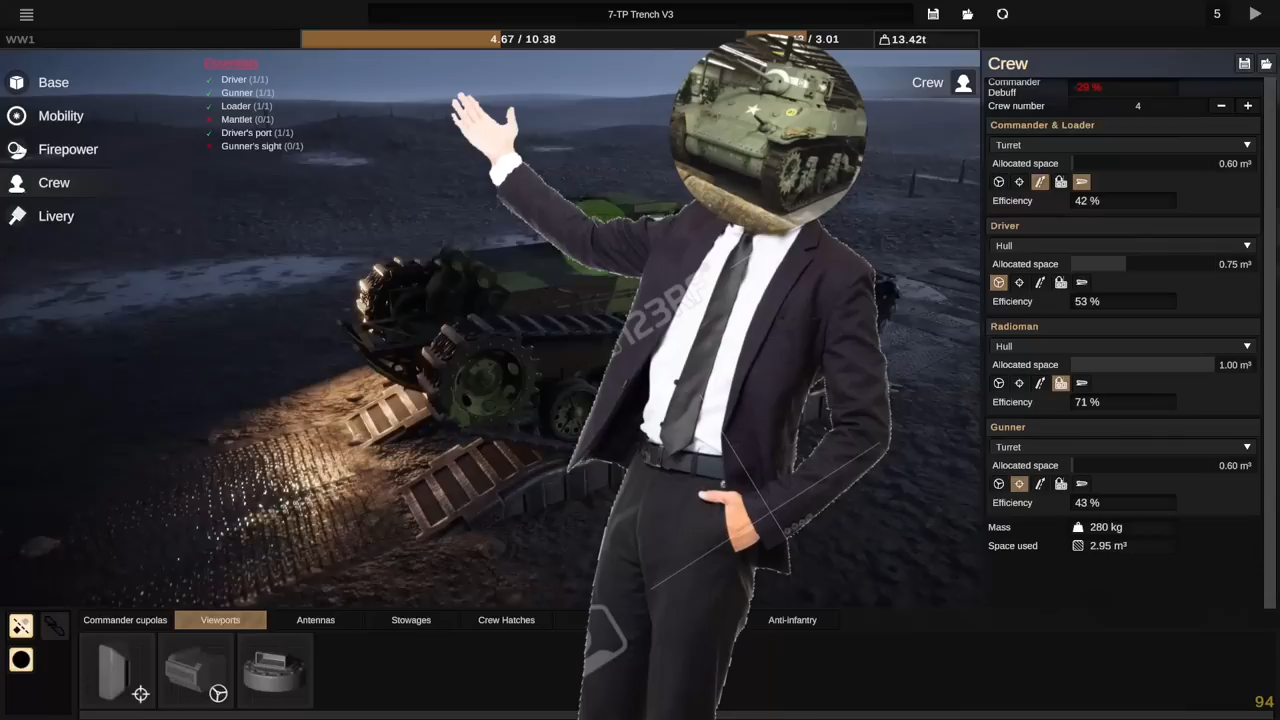 7-TP Trench V3
5
WW1
4.67 / 10.38
/ 3.01
13.42t
Base
Mobility
Firepower
Crew
Livery
Essentials
Driver (1/1)
Gunner (1/1)
Loader (1/1)
Mantlet (0/1)
Driver's port (1/1)
Gunner's sight (0/1)
Crew
123RF
Crew
Commander
Debuff
-29 %
Crew number
4
Commander & Loader
Turret
Allocated space
0.60 m³
Efficiency
42 %
Driver
Hull
Allocated space
0.75 m³
Efficiency
53 %
Radioman
Hull
Allocated space
1.00 m³
Efficiency
71 %
Gunner
Turret
Allocated space
0.60 m³
Efficiency
43 %
Mass
280 kg
Space used
2.95 m³
Commander cupolas
Viewports
Antennas
Stowages
Crew Hatches
Anti-infantry
94